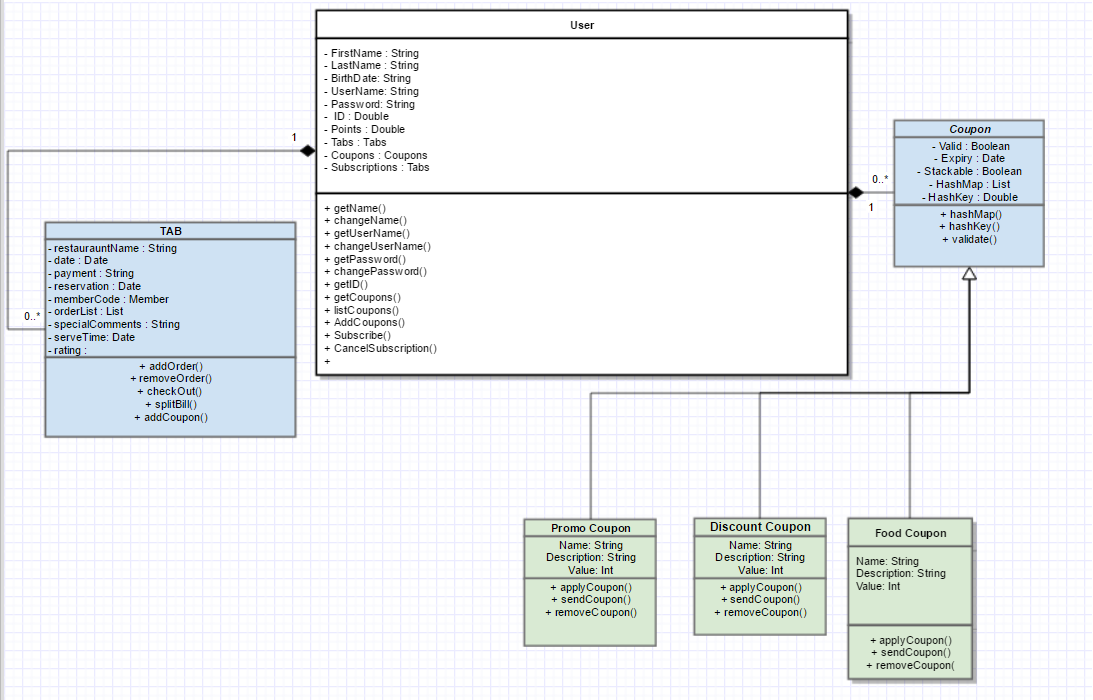 User
- FirstName : String
- LastName : String
- BirthDate: String
- UserName: String
- Password: String
- ID : Double
- Points : Double
- Tabs : Tabs
- Coupons : Coupons
- Subscriptions : Tabs
+ getName()
+ changeName()
+ getUserName()
+ changeUserName()
+ getPassword()
+ changePassword()
+ getID()
+ getCoupons()
+ listCoupons()
+ AddCoupons()
+ Subscribe()
+ CancelSubscription()
+
1
0..*
TAB
- restaurauntName : String
- date : Date
- payment : String
- reservation : Date
- memberCode : Member
- orderList : List
- specialComments : String
- serveTime: Date
- rating :
+ addOrder()
+ removeOrder()
+ checkOut()
+ splitBill()
+ addCoupon()
0..*
1
Coupon
- Valid : Boolean
- Expiry : Date
- Stackable : Boolean
- HashMap : List
- HashKey : Double
+ hashMap()
+ hashKey()
+ validate()
Promo Coupon
Name: String
Description: String
Value: Int
+ applyCoupon()
+ sendCoupon()
+ removeCoupon()
Discount Coupon
Name: String
Description: String
Value: Int
+ applyCoupon()
+ sendCoupon()
+ removeCoupon()
Food Coupon
Name: String
Description: String
Value: Int
+ applyCoupon()
+ sendCoupon()
+ removeCoupon(